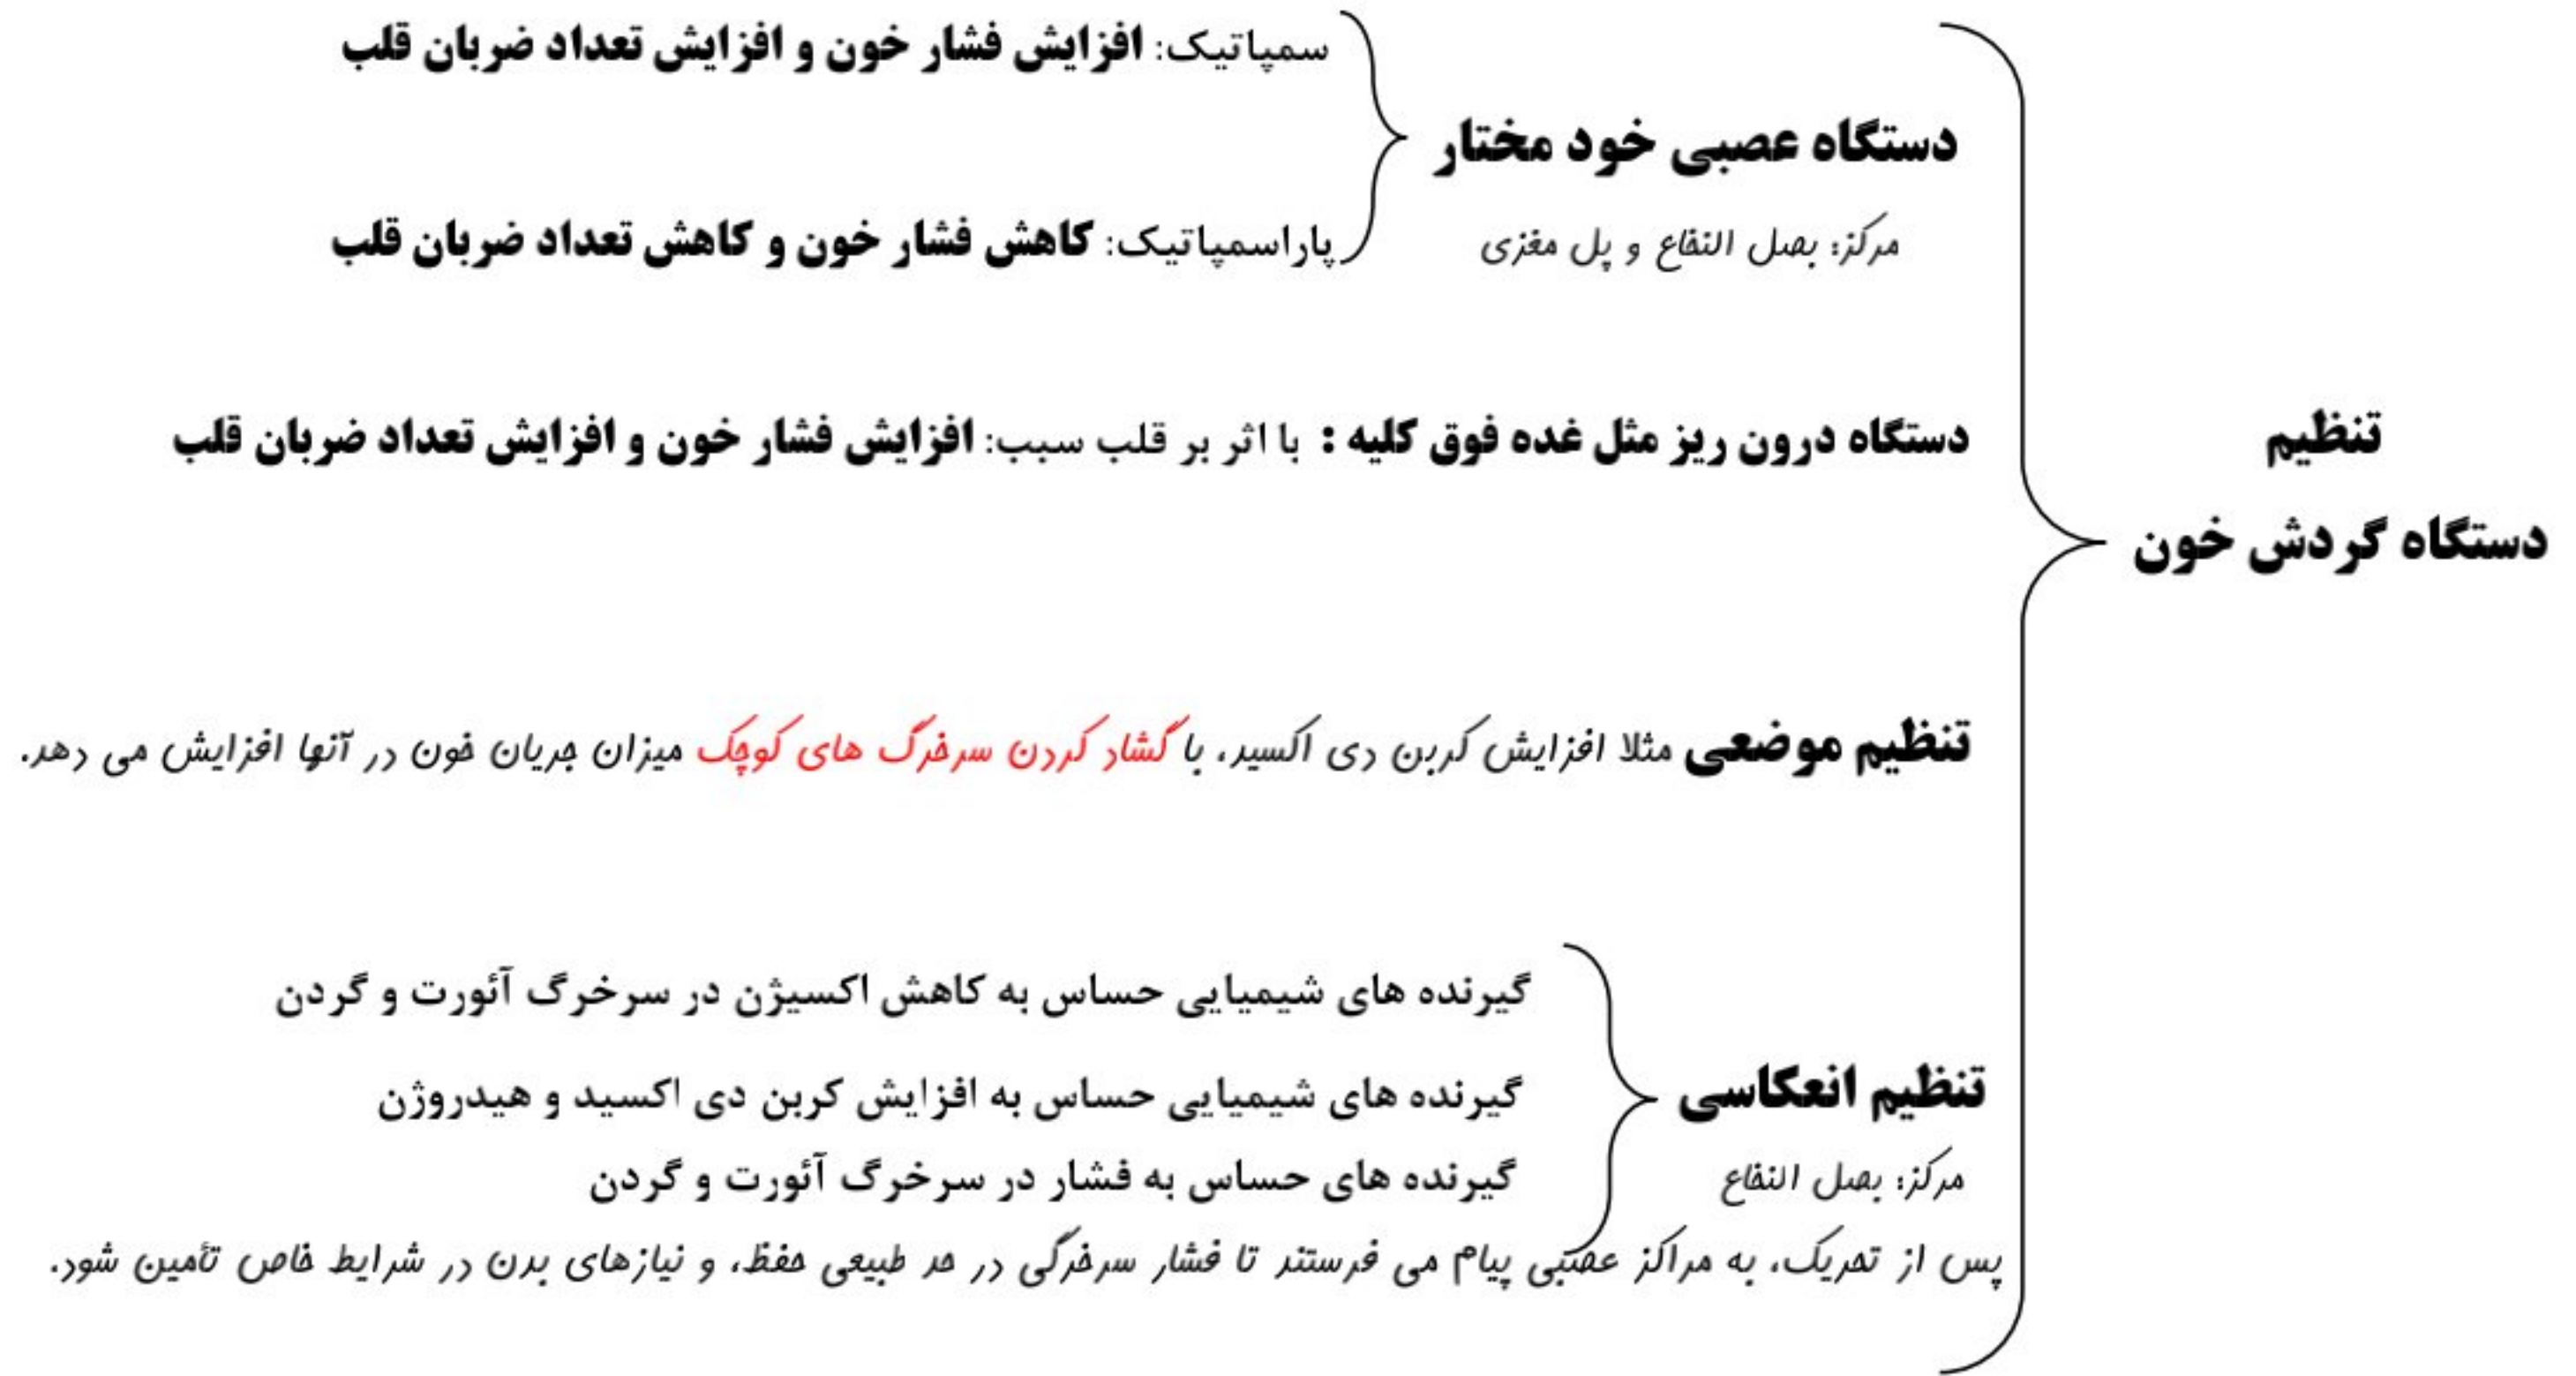 تنظیم
دستگاه گردش خون
دستگاه عصبی خود مختار
مرکز: بصل النفاع و پل مغزی
سمپاتیک: افزایش فشار خون و افزایش تعداد ضربان قلب
پاراسمپاتیک: کاهش فشار خون و کاهش تعداد ضربان قلب
دستگاه درون ریز مثل غده فوق کلیه : با اثر بر قلب سبب: افزایش فشار خون و افزایش تعداد ضربان قلب
تنظیم موضعی مثلا افزایش کربن دی اکسید، با گشاد کردن سرخرگ های کوچک میزان جریان خون در آنها افزایش می دهد.
تنظیم انعکاسی
مرکز: بصل النفاع
گیرنده های شیمیایی حساس به کاهش اکسیژن در سرخرگ آئورت و گردن
گیرنده های شیمیایی حساس به افزایش کربن دی اکسید و هیدروژن
گیرنده های حساس به فشار در سرخرگ آئورت و گردن
پس از تحریک، به مراکز عصبی پیام می فرستند تا فشار سرخرگی در حد طبیعی حفظ، و نیازهای بدن در شرایط خاص تأمین شود.